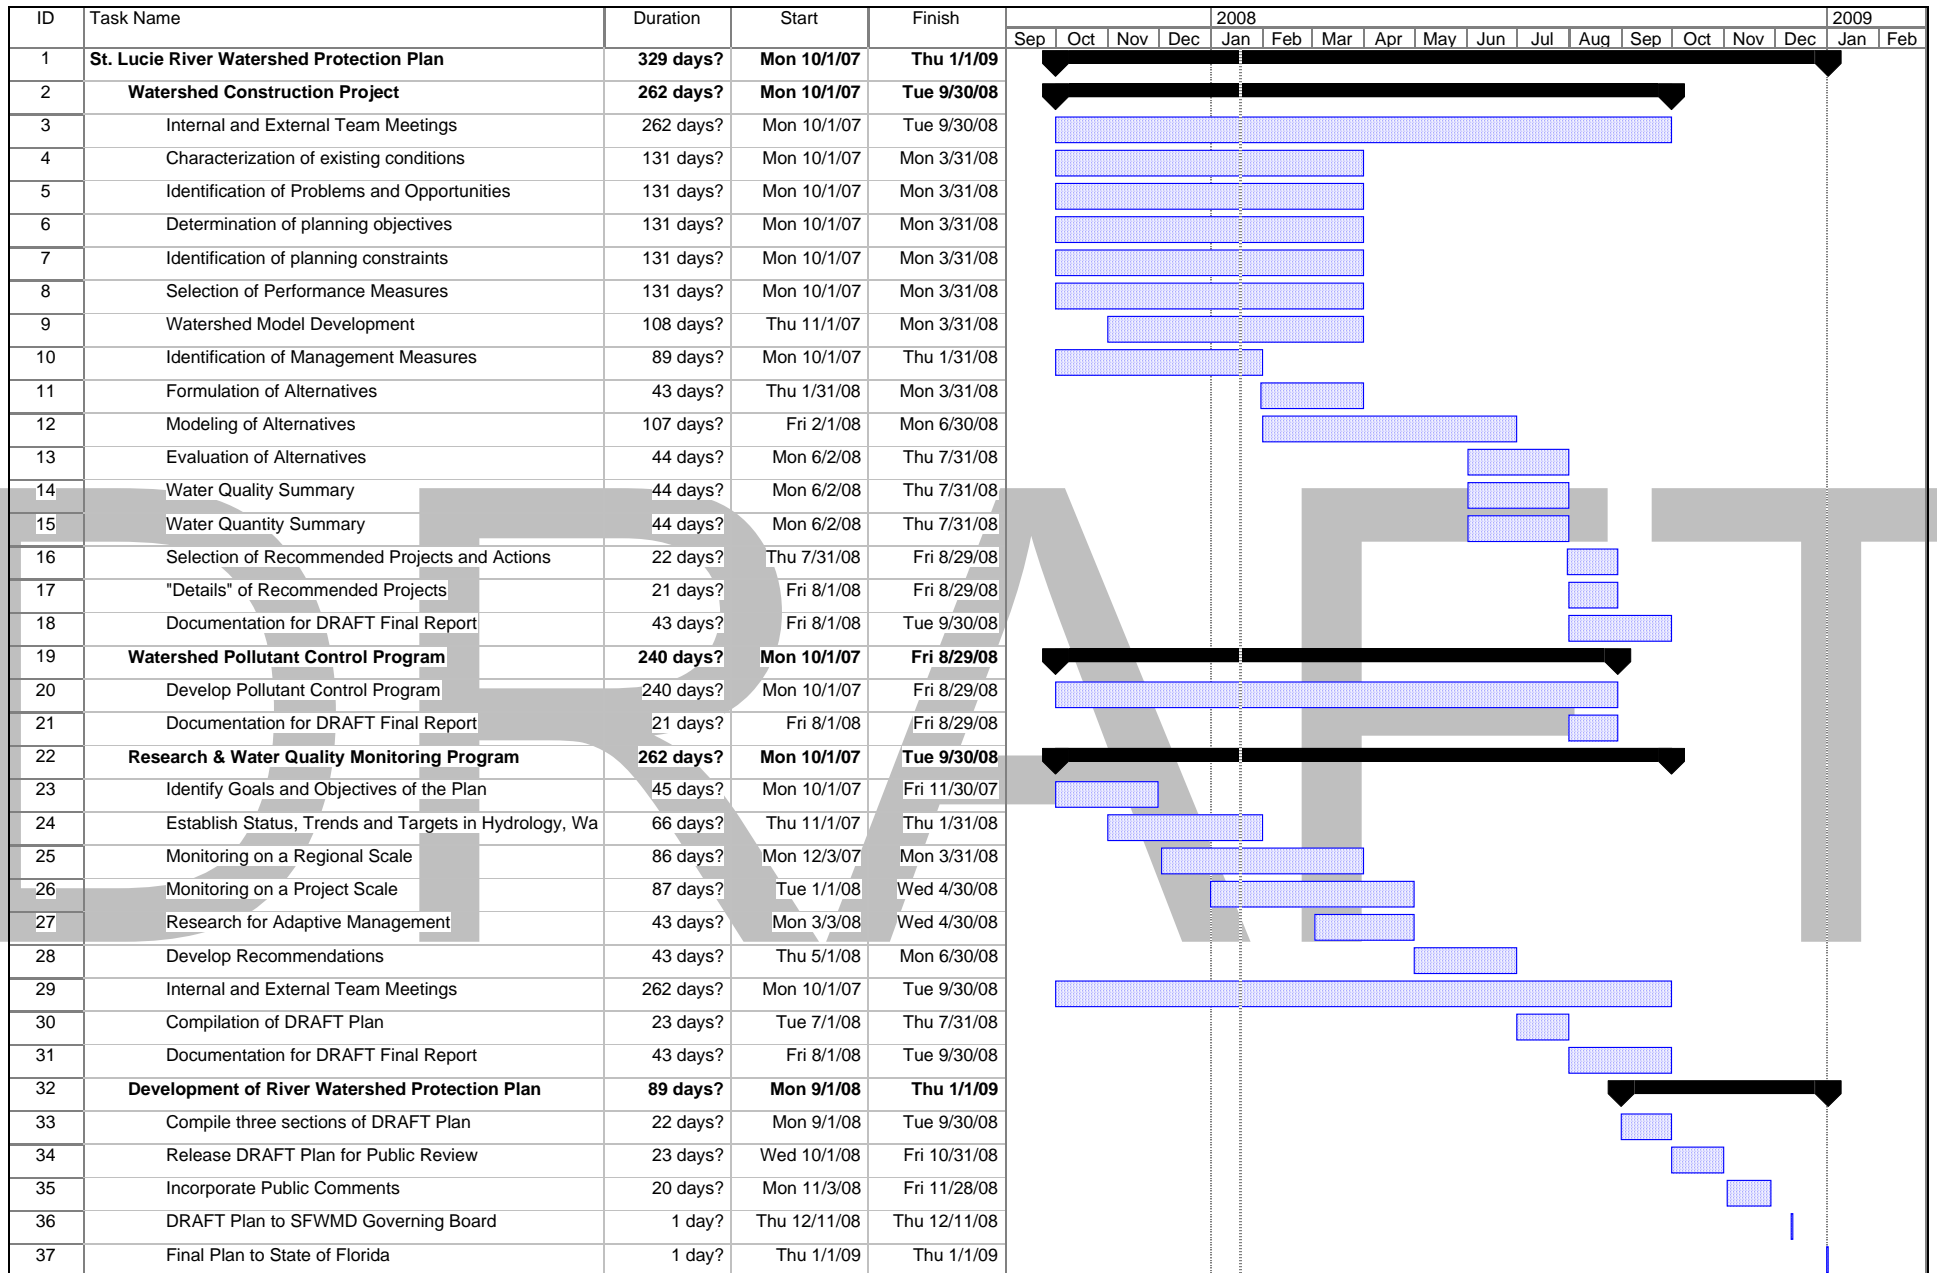 ID Task Name Duration Start Finish 2008 2009
Sep Oct Nov Dec Jan Feb Mar Apr May Jun Jul Aug Sep Oct Nov Dec Jan Feb
1 St. Lucie River Watershed Protection Plan 329 days? Mon 10/1/07 Thu 1/1/09
2 Watershed Construction Project 262 days? Mon 10/1/07 Tue 9/30/08
3 Internal and External Team Meetings 262 days? Mon 10/1/07 Tue 9/30/08
4 Characterization of existing conditions 131 days? Mon 10/1/07 Mon 3/31/08
5 Identification of Problems and Opportunities 131 days? Mon 10/1/07 Mon 3/31/08
6 Determination of planning objectives 131 days? Mon 10/1/07 Mon 3/31/08
7 Identification of planning constraints 131 days? Mon 10/1/07 Mon 3/31/08
8 Selection of Performance Measures 131 days? Mon 10/1/07 Mon 3/31/08
9 Watershed Model Development 108 days? Thu 11/1/07 Mon 3/31/08
10 Identification of Management Measures 89 days? Mon 10/1/07 Thu 1/31/08
11 Formulation of Alternatives 43 days? Thu 1/31/08 Mon 3/31/08
12 Modeling of Alternatives 107 days? Fri 2/1/08 Mon 6/30/08
13 Evaluation of Alternatives 44 days? Mon 6/2/08 Thu 7/31/08
14 Water Quality Summary 44 days? Mon 6/2/08 Thu 7/31/08
15 Water Quantity Summary 44 days? Mon 6/2/08 Thu 7/31/08
16 Selection of Recommended Projects and Actions 22 days? Thu 7/31/08 Fri 8/29/08
17 "Details" of Recommended Projects 21 days? Fri 8/1/08 Fri 8/29/08
18 Documentation for DRAFT Final Report 43 days? Fri 8/1/08 Tue 9/30/08
19 Watershed Pollutant Control Program 240 days? Mon 10/1/07 Fri 8/29/08
20 Develop Pollutant Control Program 240 days? Mon 10/1/07 Fri 8/29/08
21 Documentation for DRAFT Final Report 21 days? Fri 8/1/08 Fri 8/29/08
22 Research & Water Quality Monitoring Program 262 days? Mon 10/1/07 Tue 9/30/08
23 Identify Goals and Objectives of the Plan 45 days? Mon 10/1/07 Fri 11/30/07
24 Establish Status, Trends and Targets in Hydrology, Wa 66 days? Thu 11/1/07 Thu 1/31/08
25 Monitoring on a Regional Scale 86 days? Mon 12/3/07 Mon 3/31/08
26 Monitoring on a Project Scale 87 days? Tue 1/1/08 Wed 4/30/08
27 Research for Adaptive Management 43 days? Mon 3/3/08 Wed 4/30/08
28 Develop Recommendations 43 days? Thu 5/1/08 Mon 6/30/08
29 Internal and External Team Meetings 262 days? Mon 10/1/07 Tue 9/30/08
30 Compilation of DRAFT Plan 23 days? Tue 7/1/08 Thu 7/31/08
31 Documentation for DRAFT Final Report 43 days? Fri 8/1/08 Tue 9/30/08
32 Development of River Watershed Protection Plan 89 days? Mon 9/1/08 Thu 1/1/09
33 Compile three sections of DRAFT Plan 22 days? Mon 9/1/08 Tue 9/30/08
34 Release DRAFT Plan for Public Review 23 days? Wed 10/1/08 Fri 10/31/08
35 Incorporate Public Comments 20 days? Mon 11/3/08 Fri 11/28/08
36 DRAFT Plan to SFWMD Governing Board 1 day? Thu 12/11/08 Thu 12/11/08
37 Final Plan to State of Florida 1 day? Thu 1/1/09 Thu 1/1/09
DRAFT